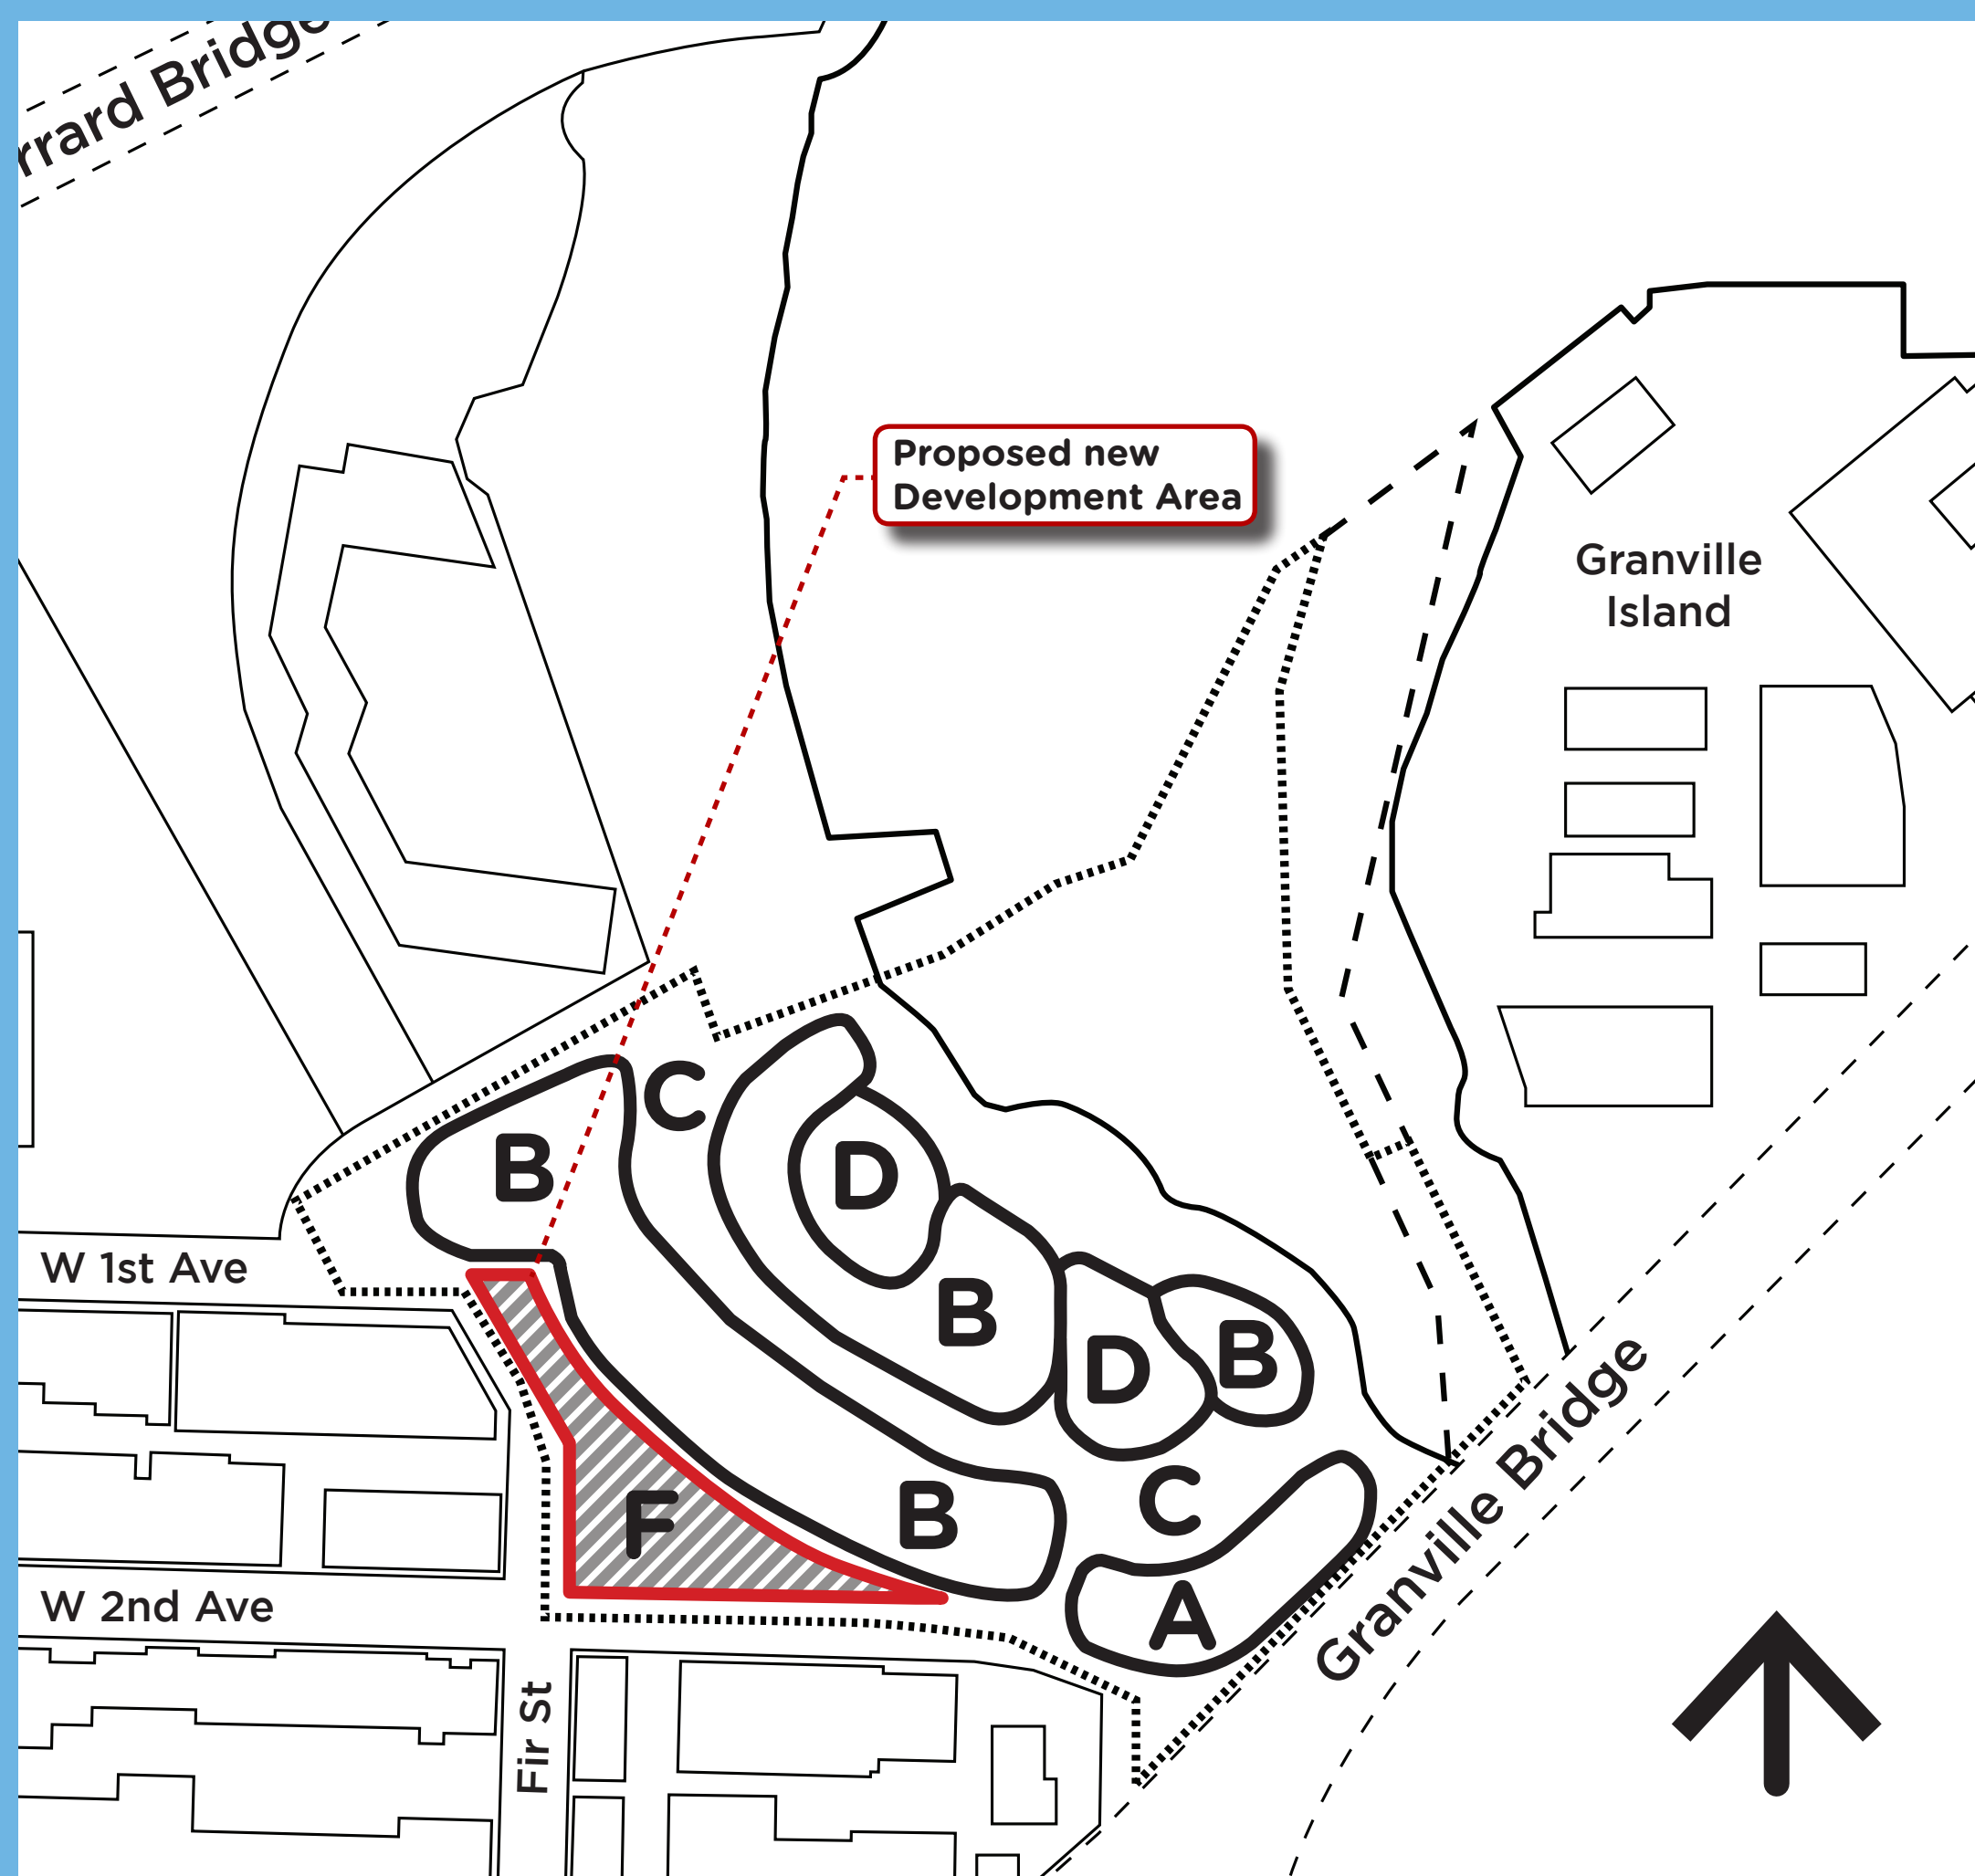 rrard Bridge
Proposed new
Development Area
Granville
Island
C
B
D
B
B
D
W 1st Ave
C
B
F
A
Granville Bridge
W 2nd Ave
Fir St